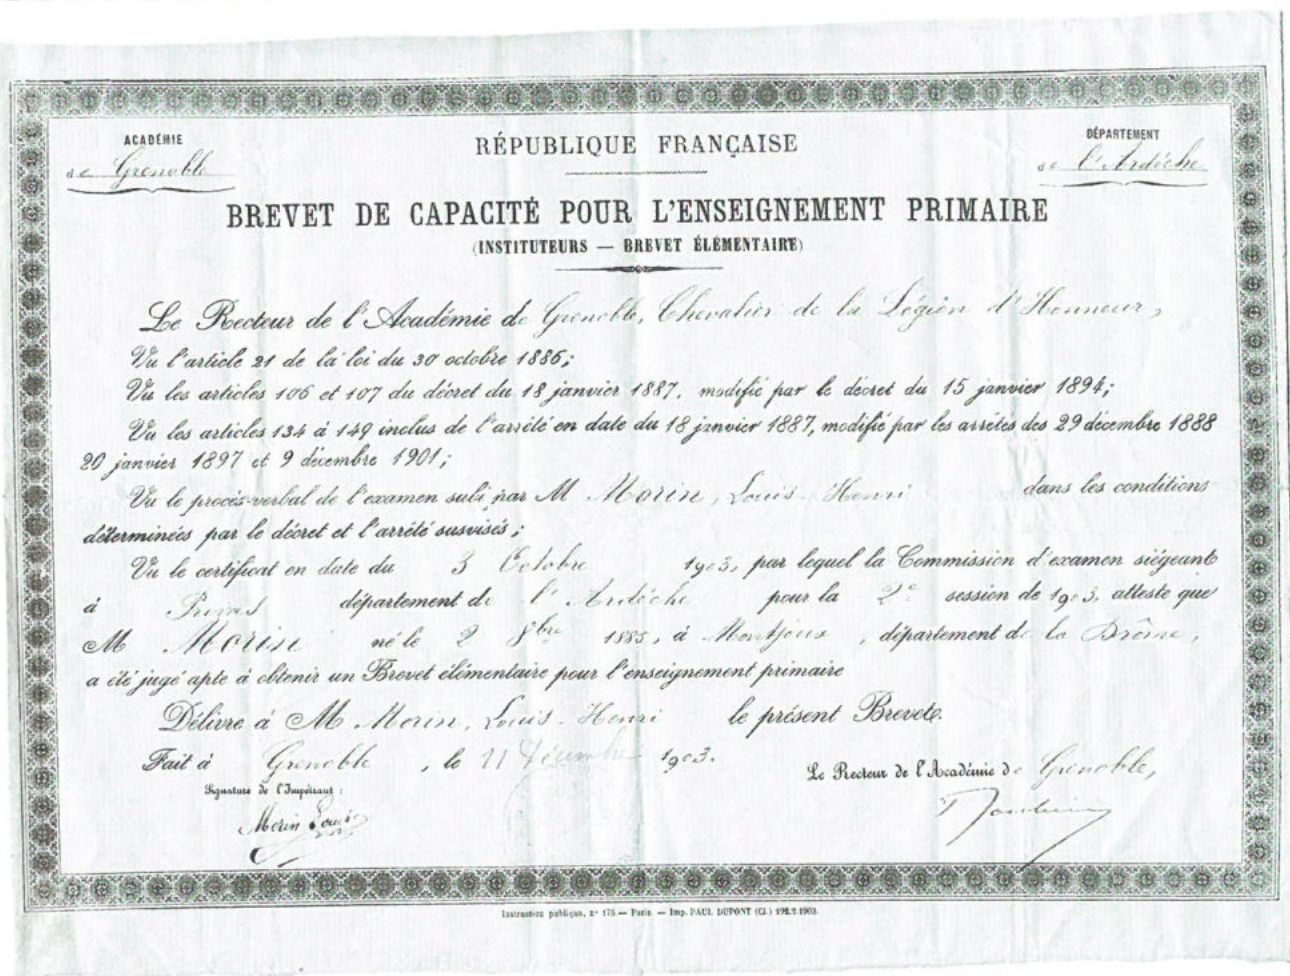 ACADÉMIE
de Grenoble
DÉPARTEMENT
de l'Ardèche
RÉPUBLIQUE FRANÇAISE
BREVET DE CAPACITÉ POUR L'ENSEIGNEMENT PRIMAIRE
(INSTITUTEURS — BREVET ÉLÉMENTAIRE)
Le Recteur de l'Académie de Grenoble, Chevalier de la Légion d'Honneur,
Vu l'article 21 de la loi du 30 octobre 1886;
Vu les articles 106 et 107 du décret du 18 janvier 1887, modifié par le décret du 15 janvier 1894;
Vu les articles 134 à 149 inclus de l'arrêté en date du 18 janvier 1887, modifié par les arrêtés des 29 décembre 1888
20 janvier 1897 et 9 décembre 1901;
Vu le procès-verbal de l'examen subi par M Morin, Louis-Henri dans les conditions
déterminées par le décret et l'arrêté susvisés;
Vu le certificat en date du 3 Octobre 1903, par lequel la Commission d'examen siégeant
à Privas département de l'Ardèche pour la 2e session de 1903, atteste que
M Morin né le 2 8bre 1885, à Montjoux, département de la Drôme,
a été jugé apte à obtenir un Brevet élémentaire pour l'enseignement primaire
Délivre à M Morin, Louis-Henri le présent Brevet.
Fait à Grenoble, le 11 Décembre 1903.
Le Recteur de l'Académie de Grenoble,
Signature de l'Impétrant :
Morin Louis
Instruction publique, n° 175 — Paris. — Imp. PAUL DUPONT (Cl.)